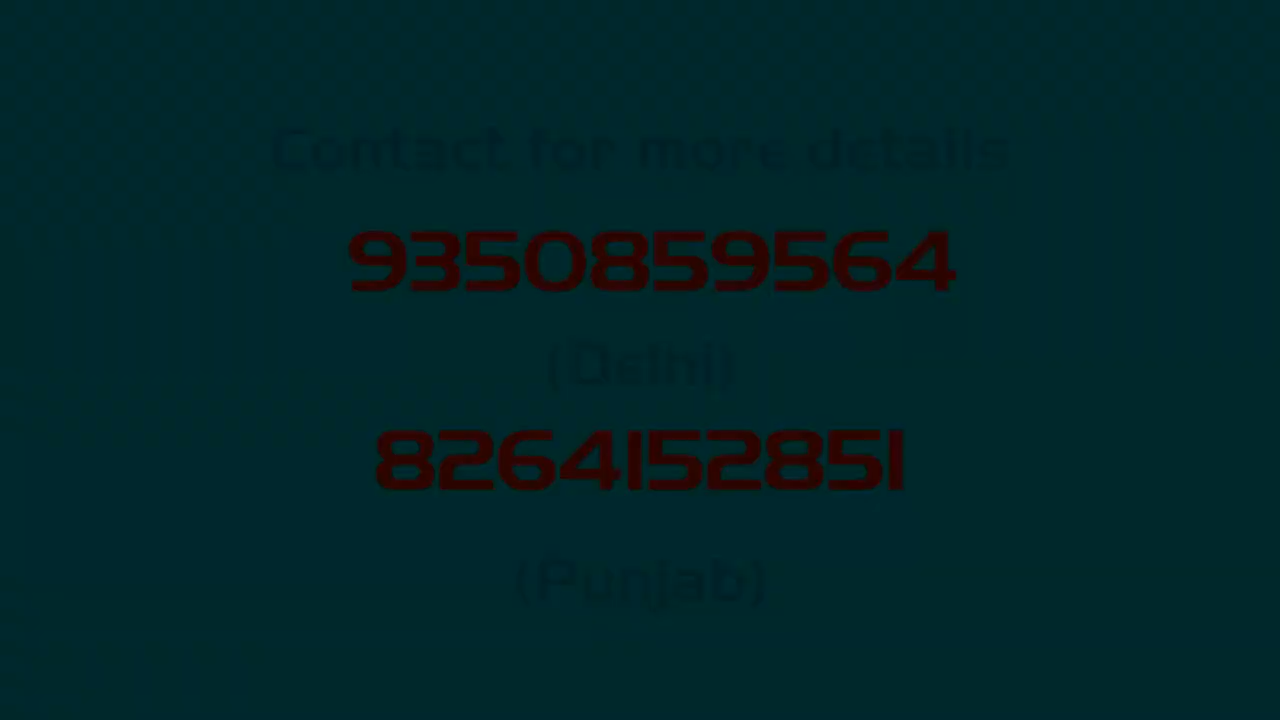 Contact for more details
9350859564
(Delhi)
8264152851
(Punjab)